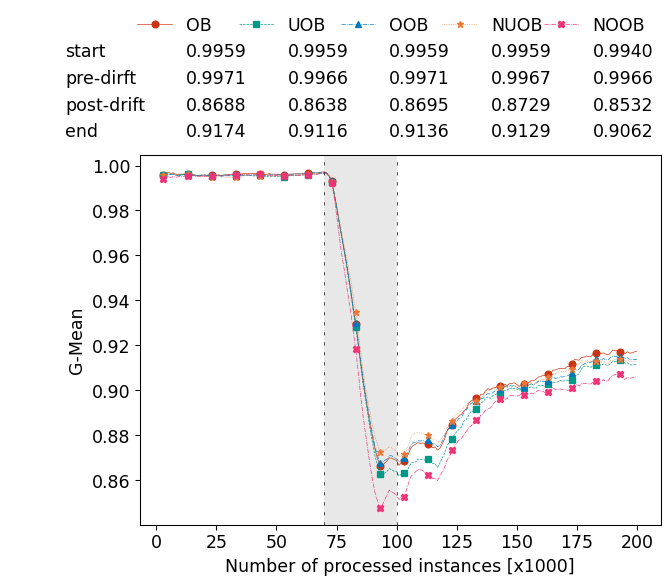 OB UOB OOB NUOB NOOB
start 0.9959 0.9959 0.9959 0.9959 0.9940
pre-dirft 0.9971 0.9966 0.9971 0.9967 0.9966
post-drift 0.8688 0.8638 0.8695 0.8729 0.8532
end 0.9174 0.9116 0.9136 0.9129 0.9062
1.00
0.98
0.96
0.94
0.92
0.90
0.88
0.86
G-Mean
0 25 50 75 100 125 150 175 200
Number of processed instances [x1000]